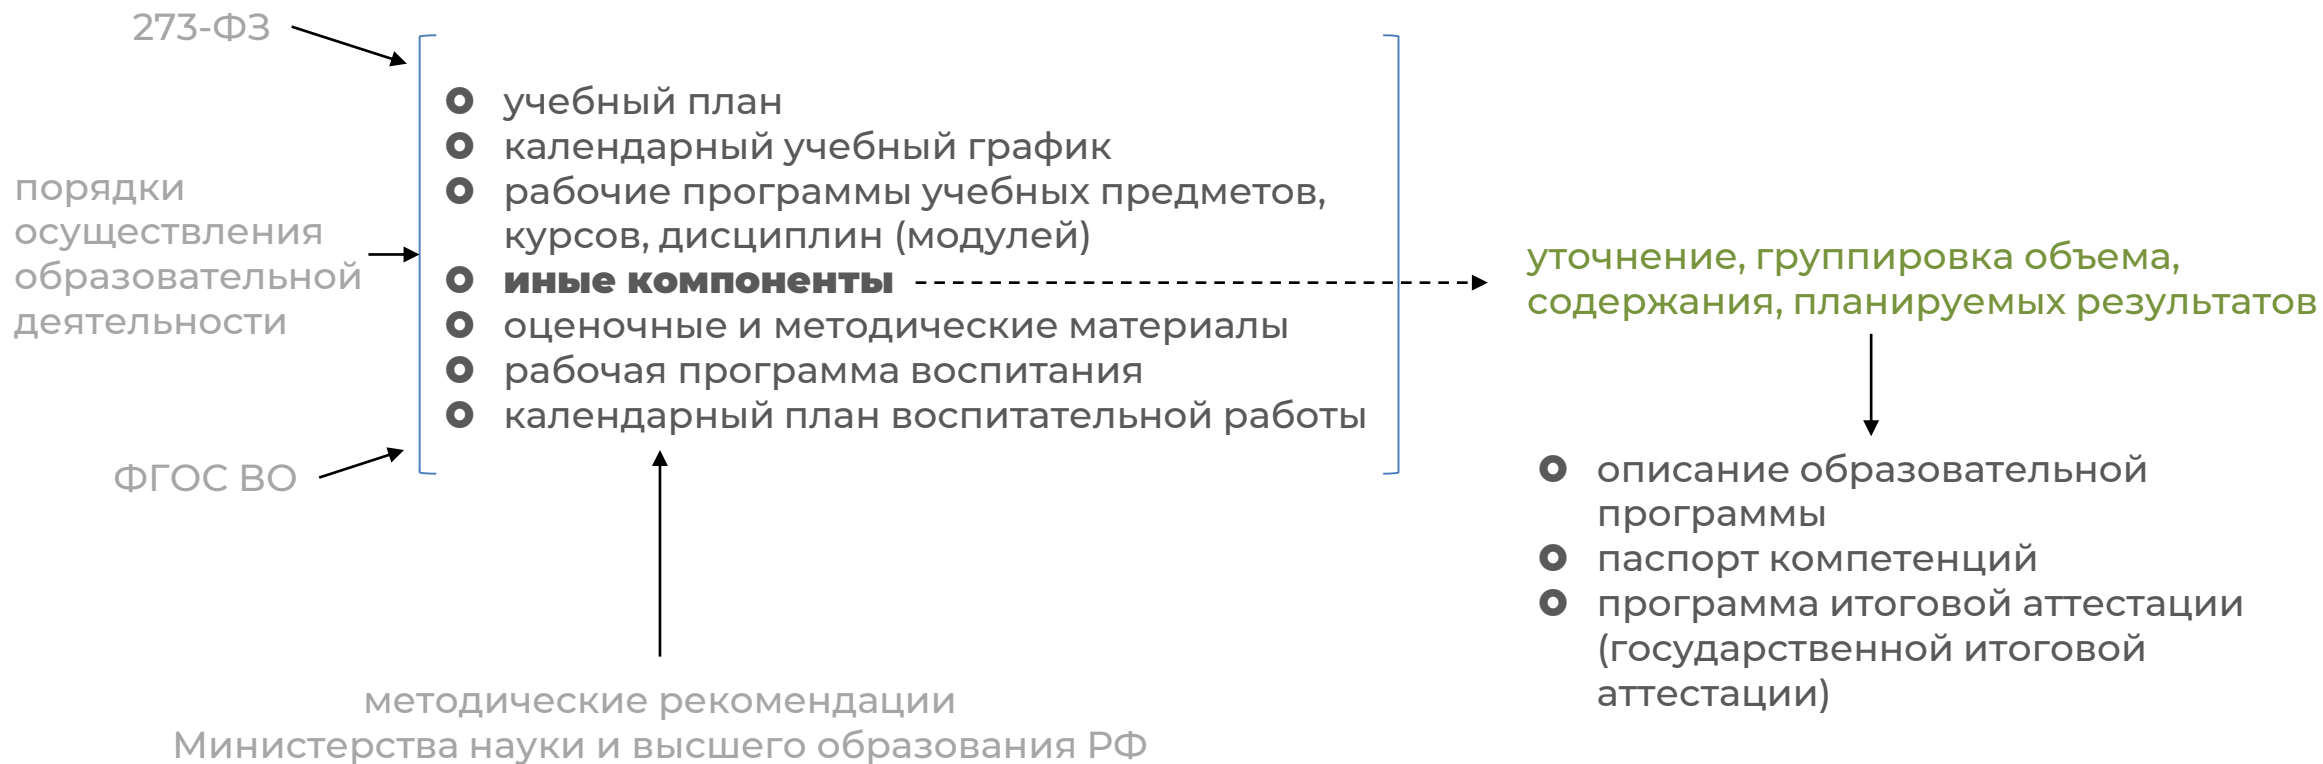 273-ФЗ
учебный план
календарный учебный график
рабочие программы учебных предметов,
курсов, дисциплин (модулей)
иные компоненты
оценочные и методические материалы
рабочая программа воспитания
календарный план воспитательной работы
порядки
осуществления
образовательной
деятельности
ФГОС ВО
методические рекомендации
Министерства науки и высшего образования РФ
уточнение, группировка объема,
содержания, планируемых результатов
описание образовательной
программы
паспорт компетенций
программа итоговой аттестации
(государственной итоговой
аттестации)